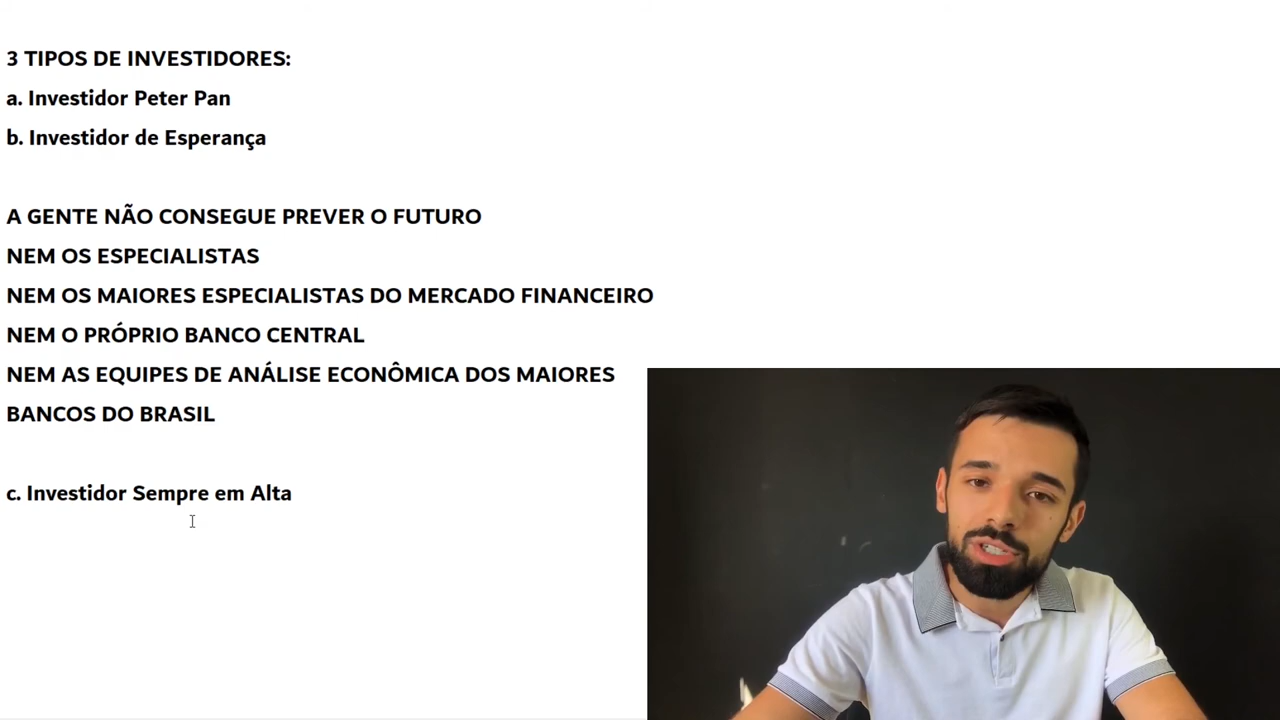 3 TIPOS DE INVESTIDORES:
a. Investidor Peter Pan
b. Investidor de Esperança
A GENTE NÃO CONSEGUE PREVER O FUTURO
NEM OS ESPECIALISTAS
NEM OS MAIORES ESPECIALISTAS DO MERCADO FINANCEIRO
NEM O PRÓPRIO BANCO CENTRAL
NEM AS EQUIPES DE ANÁLISE ECONÔMICA DOS MAIORES
BANCOS DO BRASIL
c. Investidor Sempre em Alta